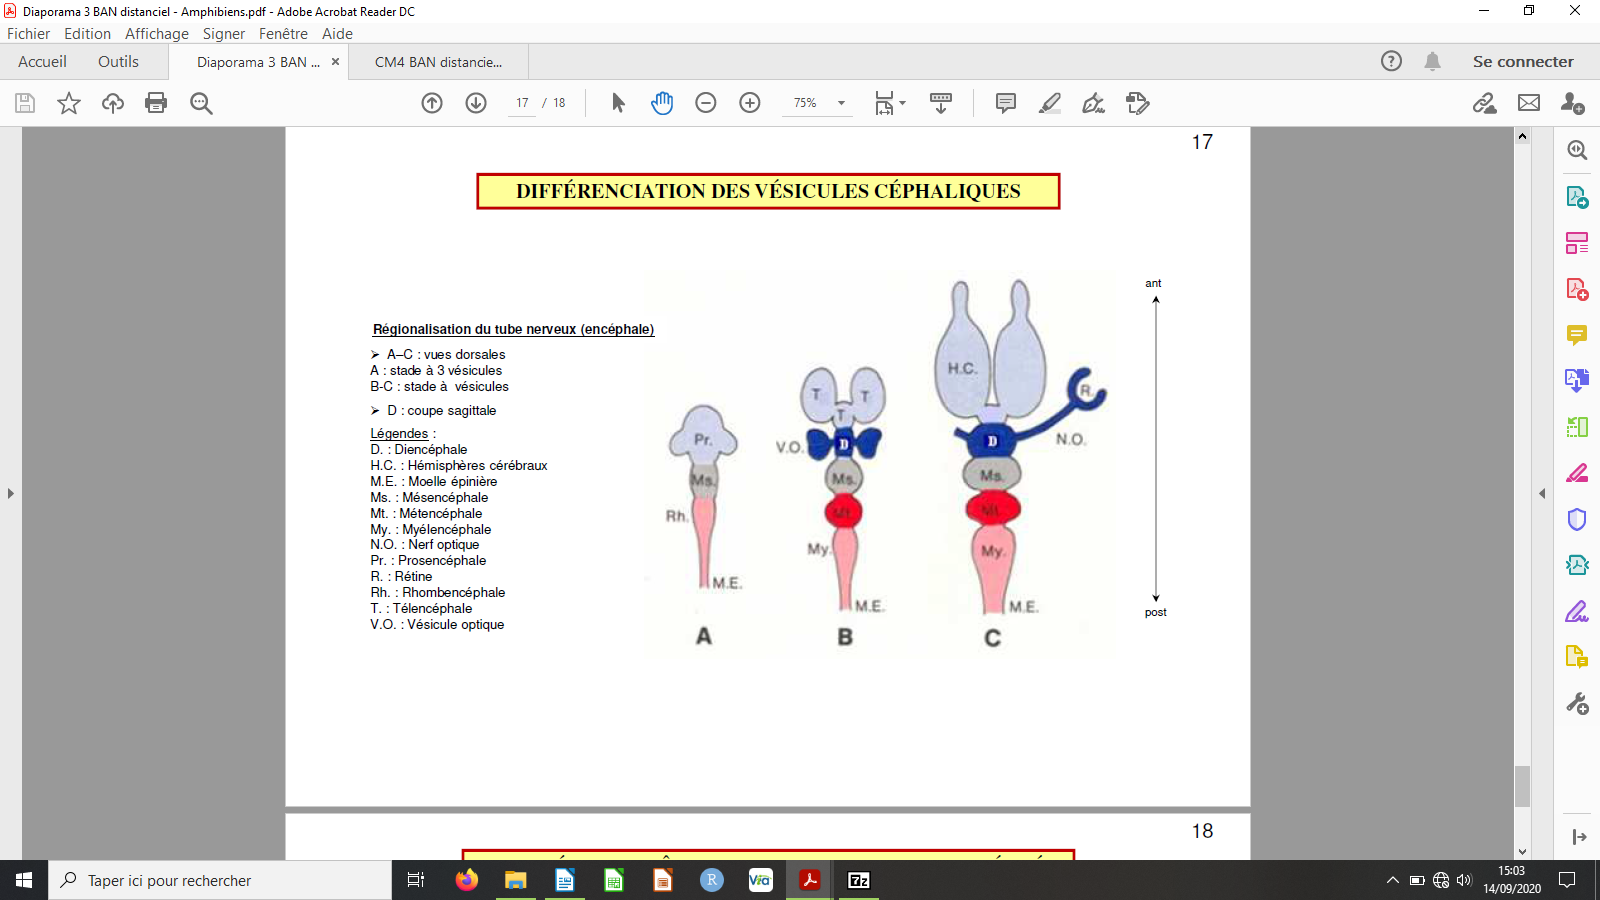 Diaporama 3 BAN distanciel - Amphibiens.pdf - Adobe Acrobat Reader DC
Fichier Edition Affichage Signer Fenêtre Aide
Accueil Outils Diaporama 3 BAN ... × CM4 BAN distancie... Se connecter
17 / 18 75%
17
DIFFÉRENCIATION DES VÉSICULES CÉPHALIQUES
Régionalisation du tube nerveux (encéphale)
A–C : vues dorsales
A : stade à 3 vésicules
B-C : stade à vésicules
D : coupe sagittale
Légendes :
D. : Diencéphale
H.C. : Hémisphères cérébraux
M.E. : Moelle épinière
Ms. : Mésencéphale
Mt. : Métencéphale
My. : Myélencéphale
N.O. : Nerf optique
Pr. : Prosencéphale
R. : Rétine
Rh. : Rhombencéphale
T. : Télencéphale
V.O. : Vésicule optique
Pr.
Ms.
Rh.
M.E.
A
T T
T
V.O. D
Ms.
Mt.
My.
M.E.
B
H.C.
R.
D N.O.
Ms.
Mt.
My.
M.E.
C
ant
post
18
Taper ici pour rechercher
R
Via
7z
15:03
14/09/2020